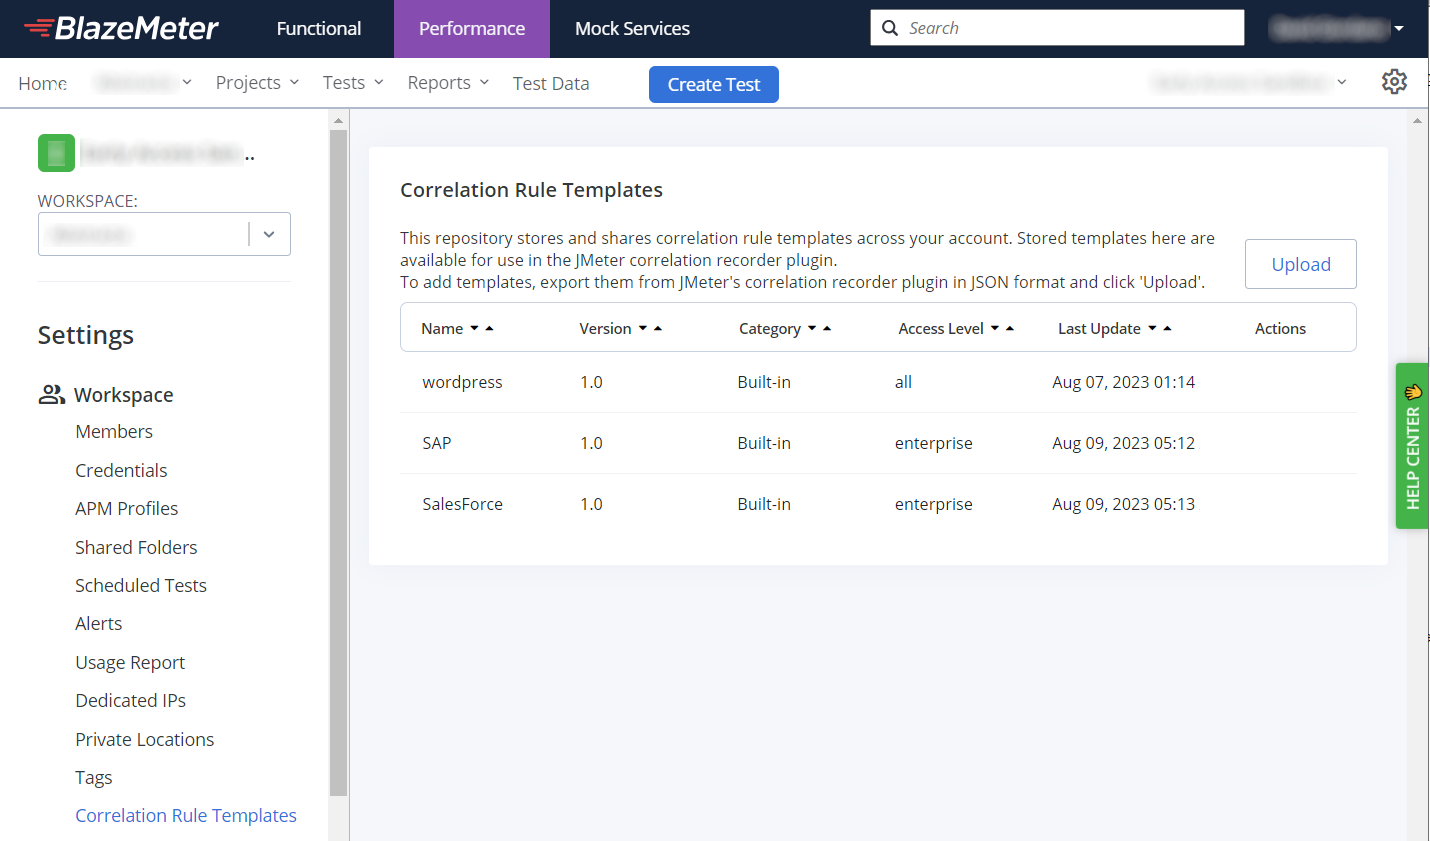 BlazeMeter Functional Performance Mock Services Search
Home Projects Tests Reports Test Data Create Test
..
WORKSPACE:
Settings
Workspace
Members
Credentials
APM Profiles
Shared Folders
Scheduled Tests
Alerts
Usage Report
Dedicated IPs
Private Locations
Tags
Correlation Rule Templates
Correlation Rule Templates
This repository stores and shares correlation rule templates across your account. Stored templates here are
available for use in the JMeter correlation recorder plugin.
To add templates, export them from JMeter's correlation recorder plugin in JSON format and click 'Upload'.
Upload
Name Version Category Access Level Last Update Actions
wordpress 1.0 Built-in all Aug 07, 2023 01:14
SAP 1.0 Built-in enterprise Aug 09, 2023 05:12
SalesForce 1.0 Built-in enterprise Aug 09, 2023 05:13
HELP CENTER